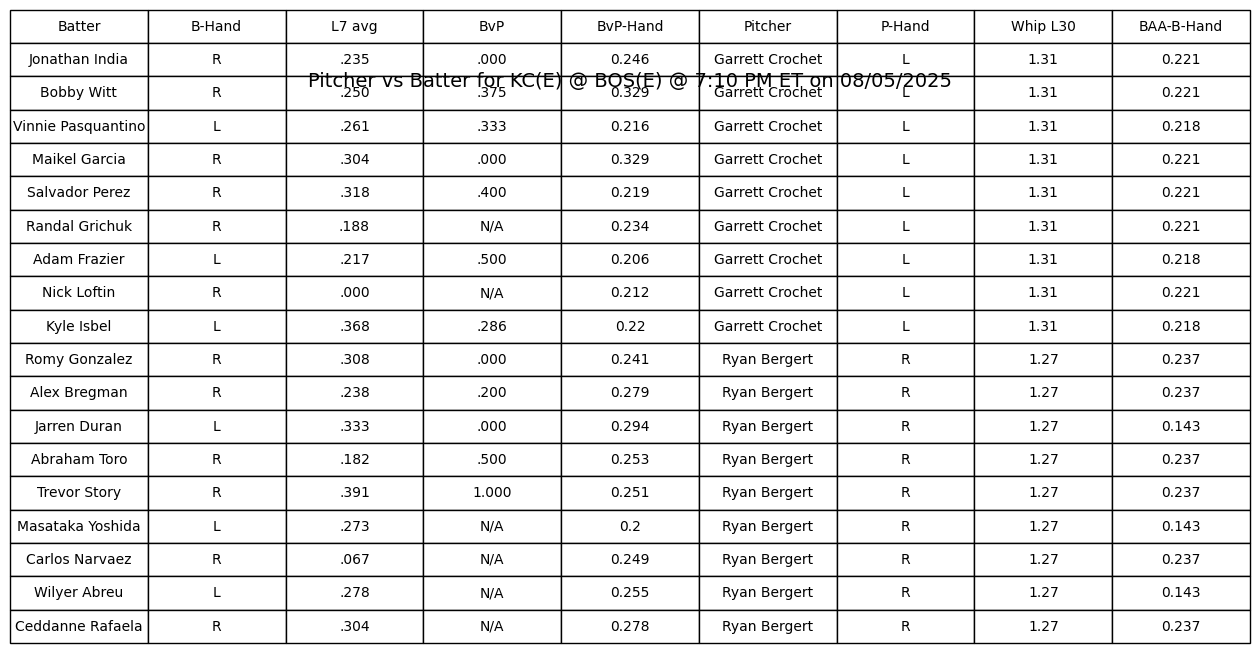 Batter B-Hand L7 avg BvP BvP-Hand Pitcher P-Hand Whip L30 BAA-B-Hand
Jonathan India R .235 .000 0.246 Garrett Crochet L 1.31 0.221
Pitcher vs Batter for KC(E) @ BOS(E) @ 7:10 PM ET on 08/05/2025
Bobby Witt R .250 .375 0.329 Garrett Crochet L 1.31 0.221
Vinnie Pasquantino L .261 .333 0.216 Garrett Crochet L 1.31 0.218
Maikel Garcia R .304 .000 0.329 Garrett Crochet L 1.31 0.221
Salvador Perez R .318 .400 0.219 Garrett Crochet L 1.31 0.221
Randal Grichuk R .188 N/A 0.234 Garrett Crochet L 1.31 0.221
Adam Frazier L .217 .500 0.206 Garrett Crochet L 1.31 0.218
Nick Loftin R .000 N/A 0.212 Garrett Crochet L 1.31 0.221
Kyle Isbel L .368 .286 0.22 Garrett Crochet L 1.31 0.218
Romy Gonzalez R .308 .000 0.241 Ryan Bergert R 1.27 0.237
Alex Bregman R .238 .200 0.279 Ryan Bergert R 1.27 0.237
Jarren Duran L .333 .000 0.294 Ryan Bergert R 1.27 0.143
Abraham Toro R .182 .500 0.253 Ryan Bergert R 1.27 0.237
Trevor Story R .391 1.000 0.251 Ryan Bergert R 1.27 0.237
Masataka Yoshida L .273 N/A 0.2 Ryan Bergert R 1.27 0.143
Carlos Narvaez R .067 N/A 0.249 Ryan Bergert R 1.27 0.237
Wilyer Abreu L .278 N/A 0.255 Ryan Bergert R 1.27 0.143
Ceddanne Rafaela R .304 N/A 0.278 Ryan Bergert R 1.27 0.237